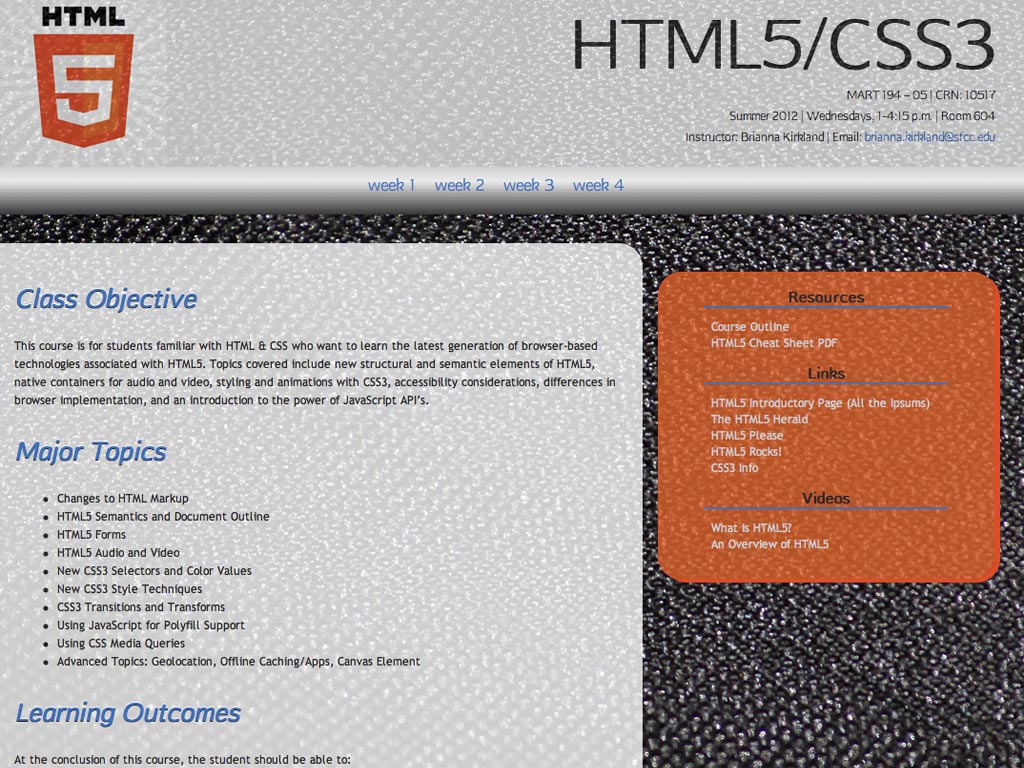 HTML
5
HTML5/CSS3
MART 194 – 05 | CRN: 10517
Summer 2012 | Wednesdays, 1-4:15 p.m. | Room 604
Instructor: Brianna Kirkland | Email: brianna.kirkland@sfcc.edu
week 1 week 2 week 3 week 4
Class Objective
This course is for students familiar with HTML & CSS who want to learn the latest generation of browser-based
technologies associated with HTML5. Topics covered include new structural and semantic elements of HTML5,
native containers for audio and video, styling and animations with CSS3, accessibility considerations, differences in
browser implementation, and an introduction to the power of JavaScript API's.
Major Topics
• Changes to HTML Markup
• HTML5 Semantics and Document Outline
• HTML5 Forms
• HTML5 Audio and Video
• New CSS3 Selectors and Color Values
• New CSS3 Style Techniques
• CSS3 Transitions and Transforms
• Using JavaScript for Polyfill Support
• Using CSS Media Queries
• Advanced Topics: Geolocation, Offline Caching/Apps, Canvas Element
Learning Outcomes
At the conclusion of this course, the student should be able to:
Resources
Course Outline
HTML5 Cheat Sheet PDF
Links
HTML5 Introductory Page (All the Ipsums)
The HTML5 Herald
HTML5 Please
HTML5 Rocks!
CSS3 Info
Videos
What is HTML5?
An Overview of HTML5